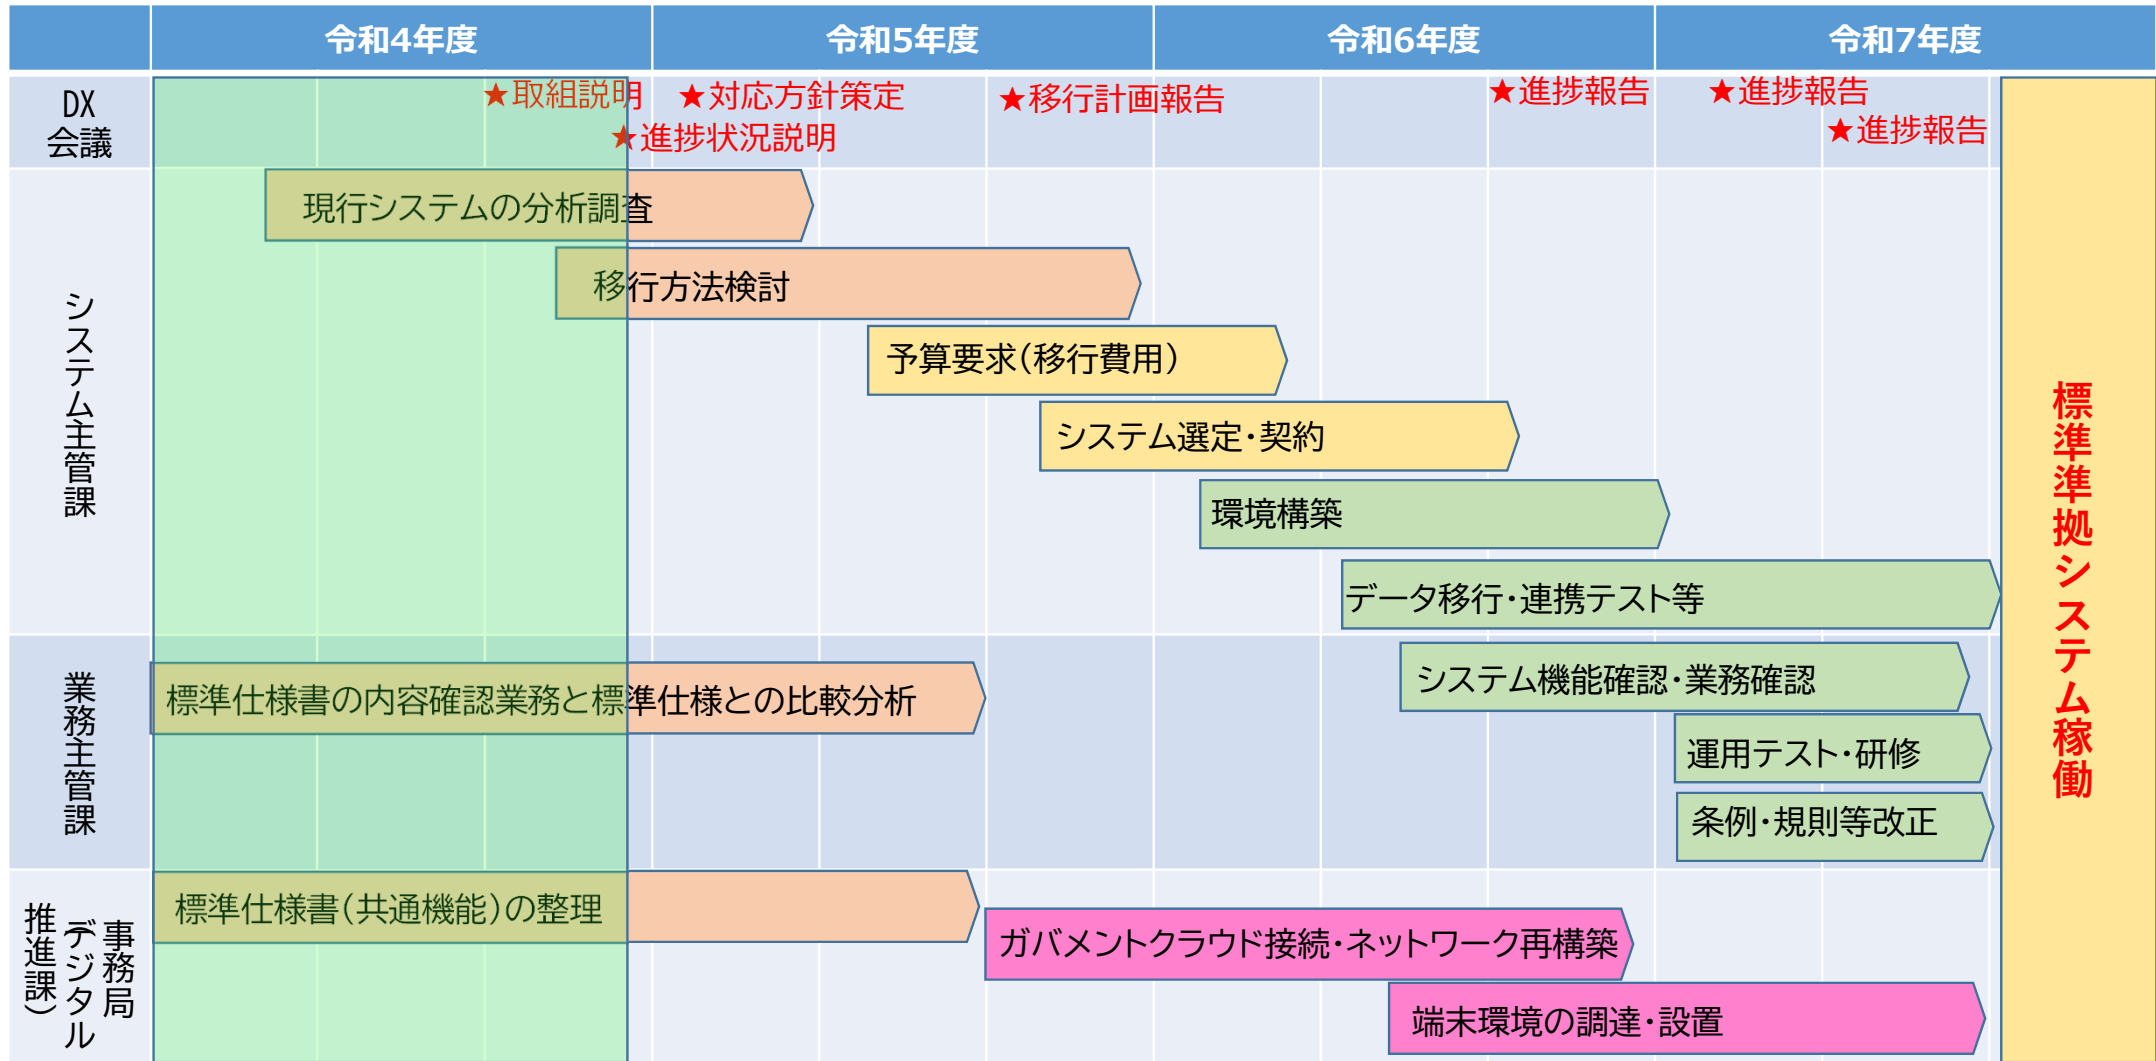 令和4年度
令和5年度
令和6年度
令和7年度
DX
会議
★取組説明
★進捗状況説明
★対応方針策定
★移行計画報告
★進捗報告
★進捗報告
★進捗報告
システム主管課
現行システムの分析調査
移行方法検討
予算要求(移行費用)
システム選定・契約
環境構築
データ移行・連携テスト等
業務主管課
標準仕様書の内容確認業務と標準仕様との比較分析
システム機能確認・業務確認
運用テスト・研修
条例・規則等改正
事務局
(デジタル
推進課)
標準仕様書(共通機能)の整理
ガバメントクラウド接続・ネットワーク再構築
端末環境の調達・設置
標準準拠システム稼働